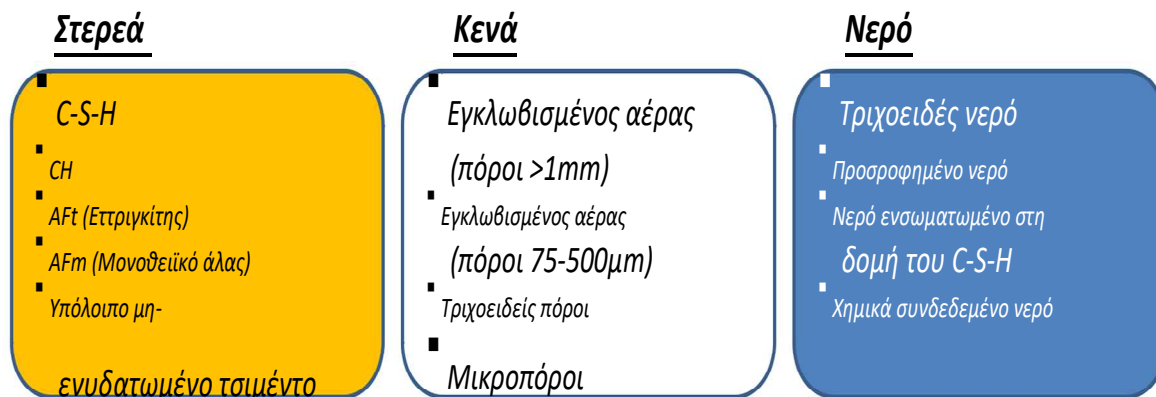 Στερεά
C-S-H
CH
AFt (Εττριγκίτης)
AFm (Μονοθειϊκό άλας)
Υπόλοιπο μη-
ενυδατωμένο τσιμέντο
Κενά
Εγκλωβισμένος αέρας
(πόροι >1mm)
Εγκλωβισμένος αέρας
(πόροι 75-500μm)
Τριχοειδείς πόροι
Μικροπόροι
Νερό
Τριχοειδές νερό
Προσροφημένο νερό
Νερό ενσωματωμένο στη
δομή του C-S-H
Χημικά συνδεδεμένο νερό